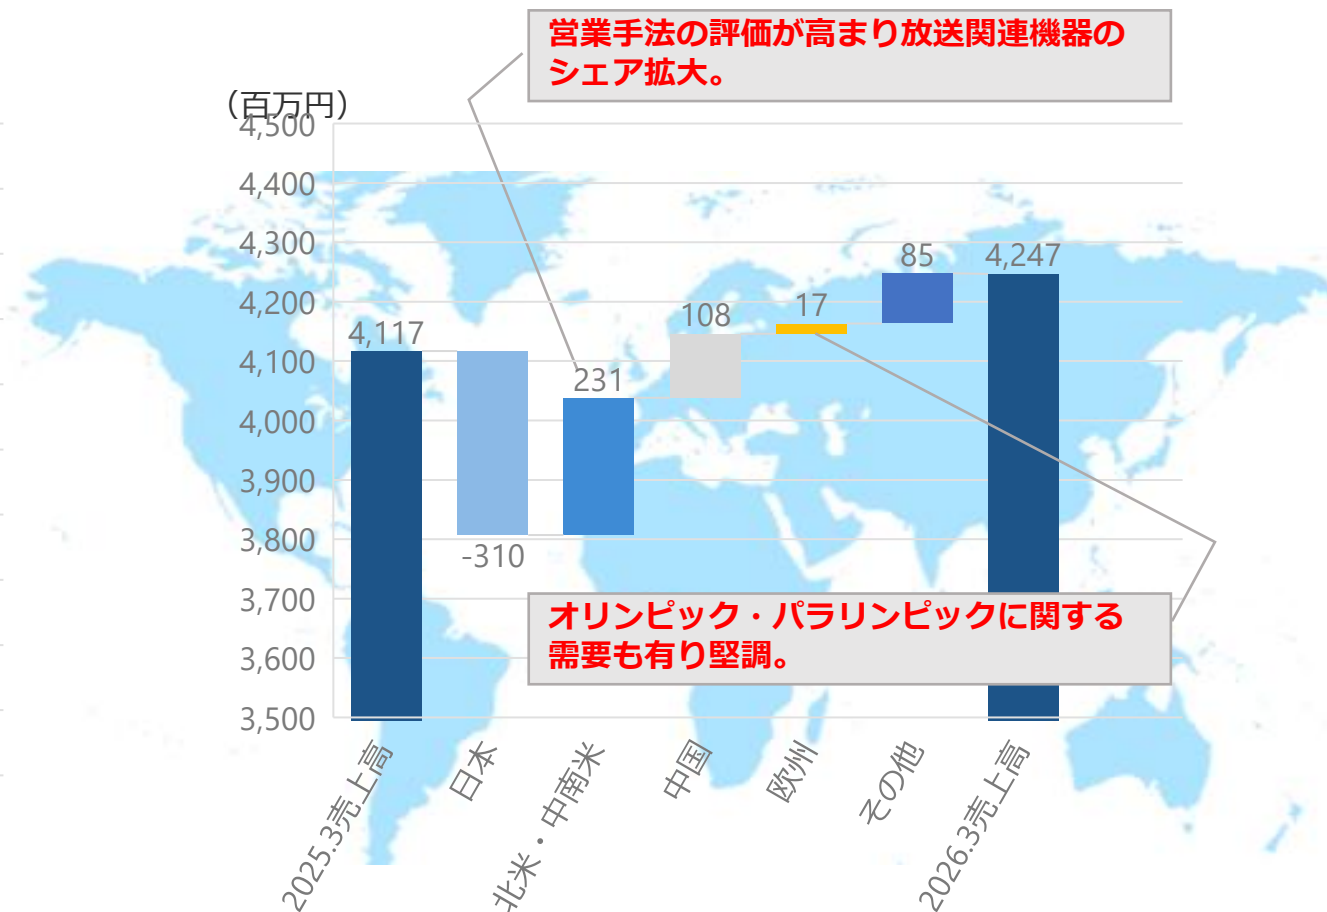 営業手法の評価が高まり放送関連機器の
シェア拡大。
（百万円）
4,500
4,400
4,300
4,200
4,100
4,000
3,900
3,800
3,700
3,600
3,500
4,117
-310
231
108
17
85
4,247
オリンピック・パラリンピックに関する
需要も有り堅調。
2025.3売上高
日本
北米・中南米
中国
欧州
その他
2026.3売上高